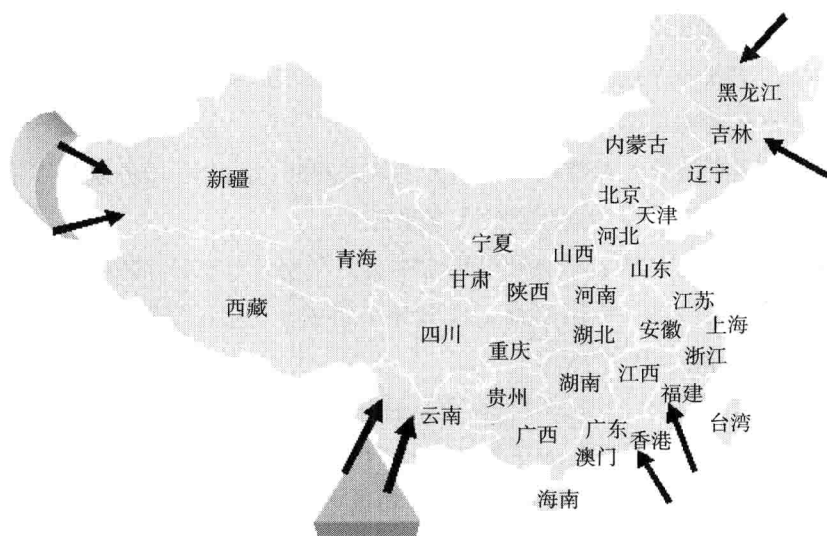 黑龙江
吉林
内蒙古
辽宁
新疆
北京
天津
河北
宁夏
山西
青海
山东
甘肃
陕西
河南
江苏
西藏
上海
四川
湖北
安徽
重庆
浙江
江西
湖南
福建
贵州
云南
台湾
广东
广西
香港
澳门
海南